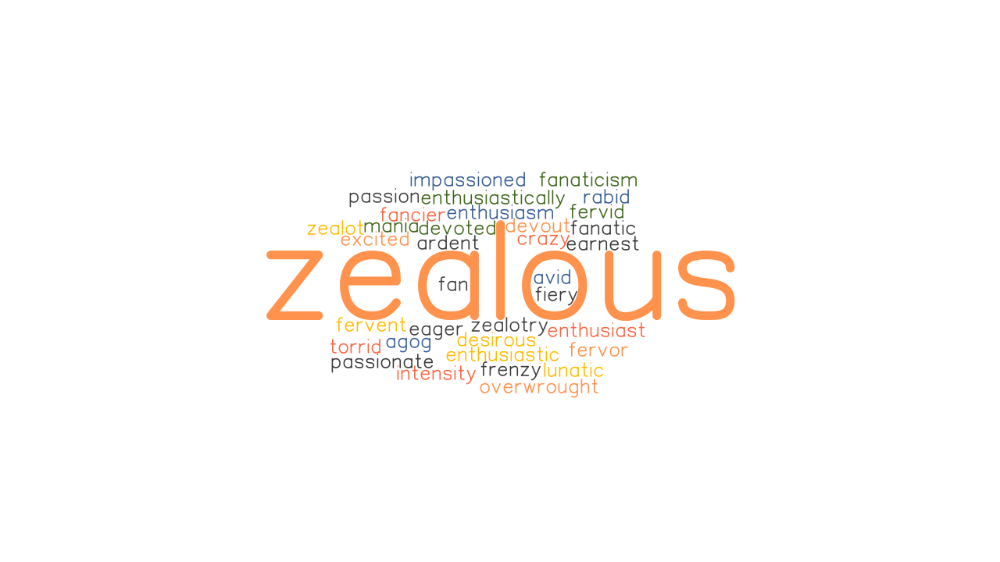 impassioned fanaticism
passion enthusiastically rabid
fancier enthusiasm fervid
zealot mania devoted devout fanatic
excited ardent crazy earnest
zealous
fan avid
fiery
fervent eager zealotry enthusiast
torrid agog desirous fervor
passionate enthusiastic
intensity frenzy lunatic
overwrought